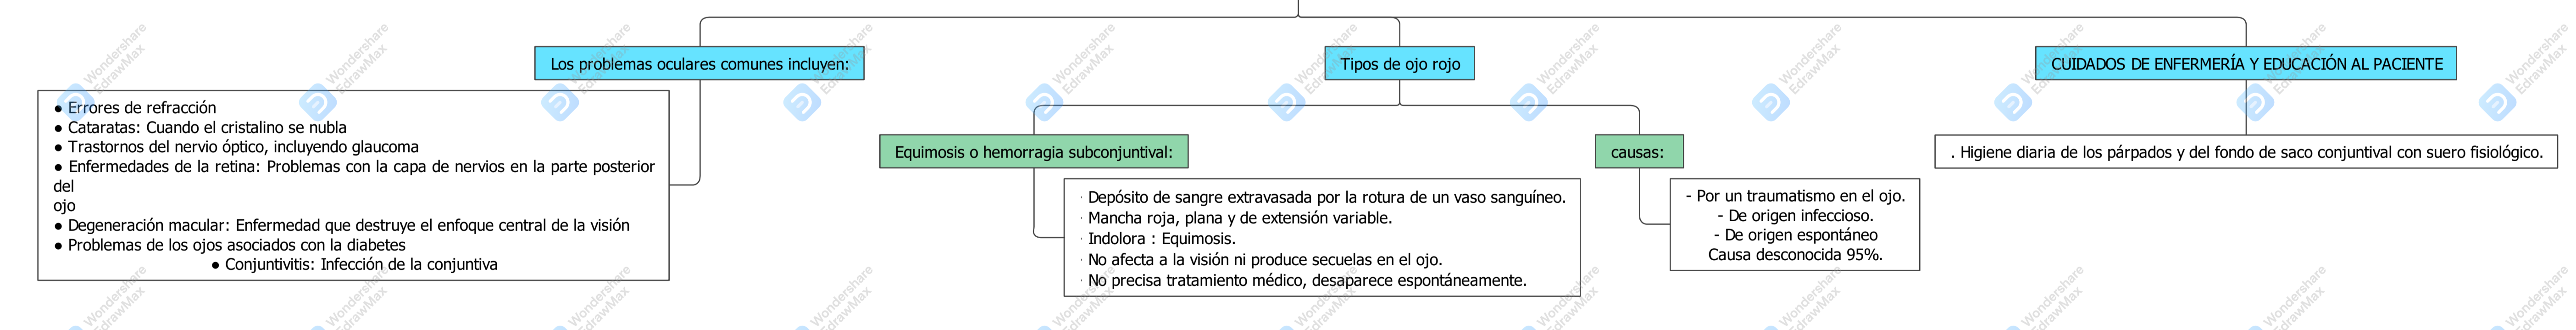 Los problemas oculares comunes incluyen:
● Errores de refracción
● Cataratas: Cuando el cristalino se nubla
● Trastornos del nervio óptico, incluyendo glaucoma
● Enfermedades de la retina: Problemas con la capa de nervios en la parte posterior
del
ojo
● Degeneración macular: Enfermedad que destruye el enfoque central de la visión
● Problemas de los ojos asociados con la diabetes
● Conjuntivitis: Infección de la conjuntiva
Tipos de ojo rojo
Equimosis o hemorragia subconjuntival:
· Depósito de sangre extravasada por la rotura de un vaso sanguíneo.
· Mancha roja, plana y de extensión variable.
· Indolora : Equimosis.
· No afecta a la visión ni produce secuelas en el ojo.
· No precisa tratamiento médico, desaparece espontáneamente.
causas:
- Por un traumatismo en el ojo.
- De origen infeccioso.
- De origen espontáneo
Causa desconocida 95%.
CUIDADOS DE ENFERMERÍA Y EDUCACIÓN AL PACIENTE
. Higiene diaria de los párpados y del fondo de saco conjuntival con suero fisiológico.
Wondershare
EdrawMax